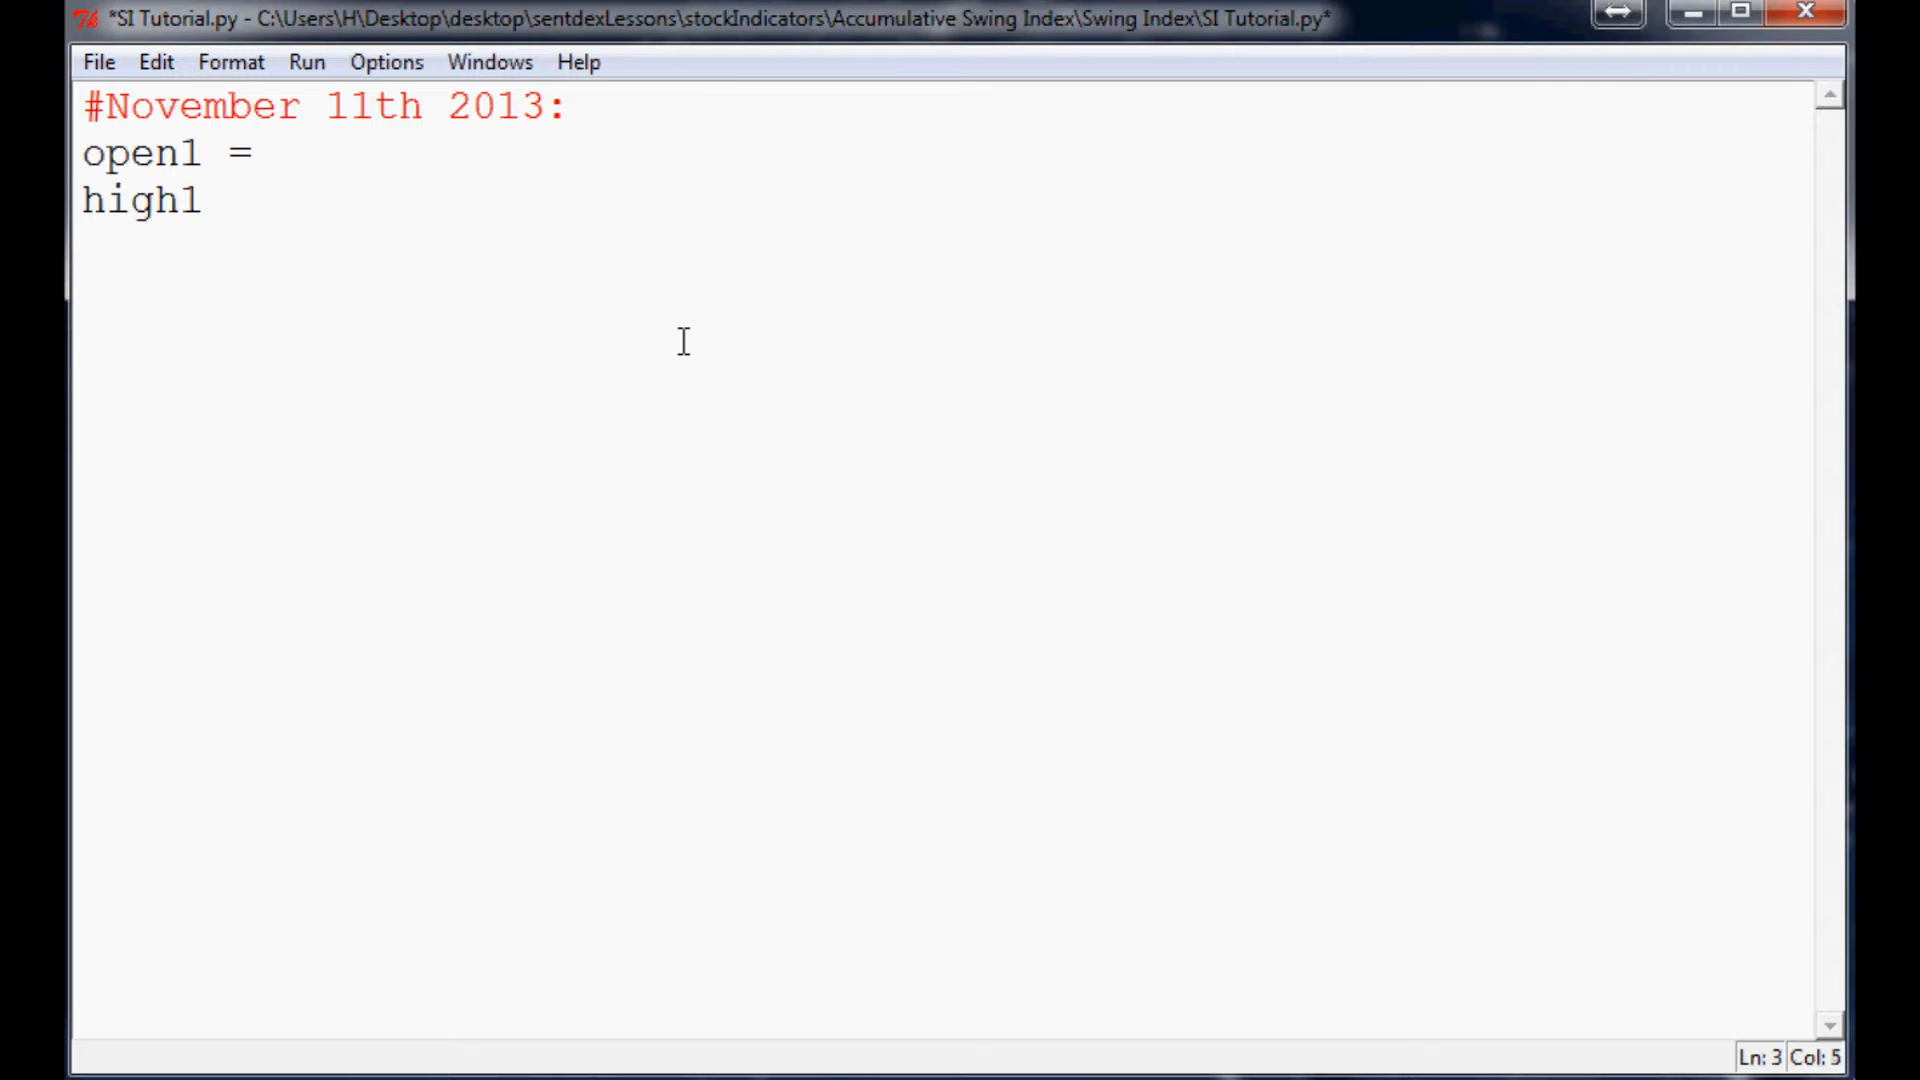 *SI Tutorial.py - C:\Users\H\Desktop\desktop\sentdexLessons\stockIndicators\Accumulative Swing Index\Swing Index\SI Tutorial.py*
File Edit Format Run Options Windows Help
#November 11th 2013:
open1 =
high1
Ln: 3 Col: 5